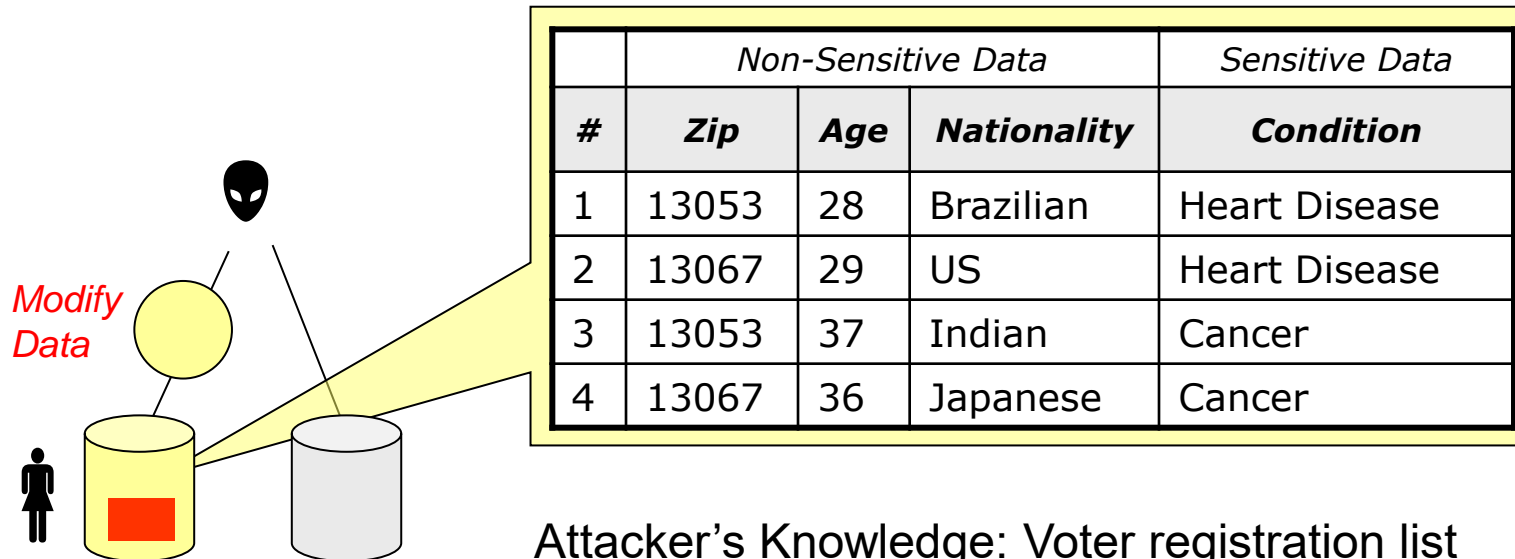 Non-Sensitive Data Sensitive Data
# Zip Age Nationality Condition
1 13053 28 Brazilian Heart Disease
2 13067 29 US Heart Disease
3 13053 37 Indian Cancer
4 13067 36 Japanese Cancer
Modify
Data
Attacker’s Knowledge: Voter registration list